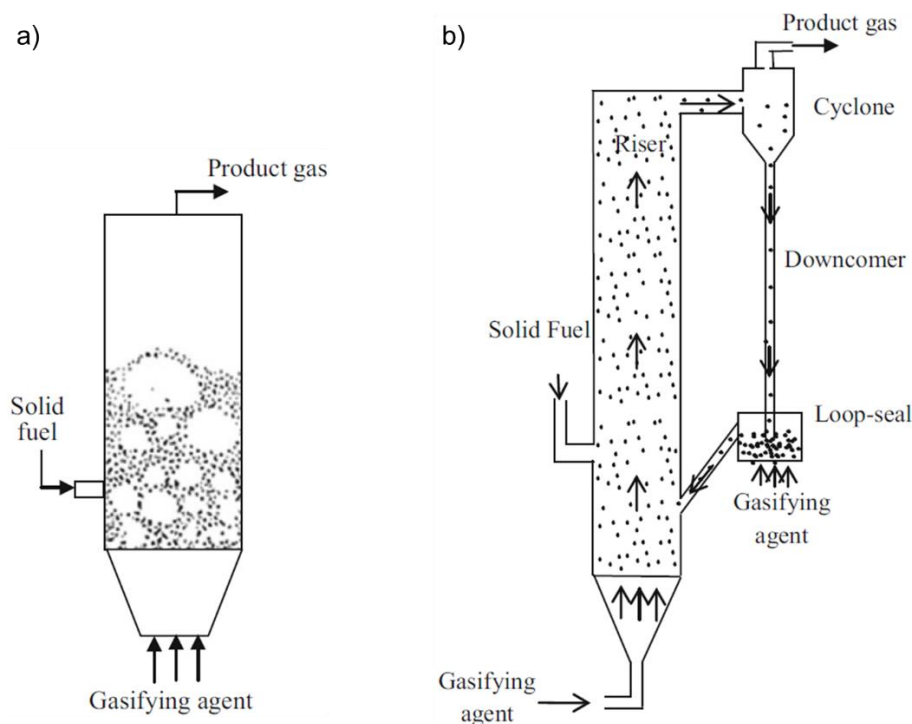 a)
Product gas
Solid
fuel
Gasifying agent
b)
Product gas
Cyclone
Riser
Downcomer
Solid Fuel
Loop-seal
Gasifying
agent
Gasifying
agent